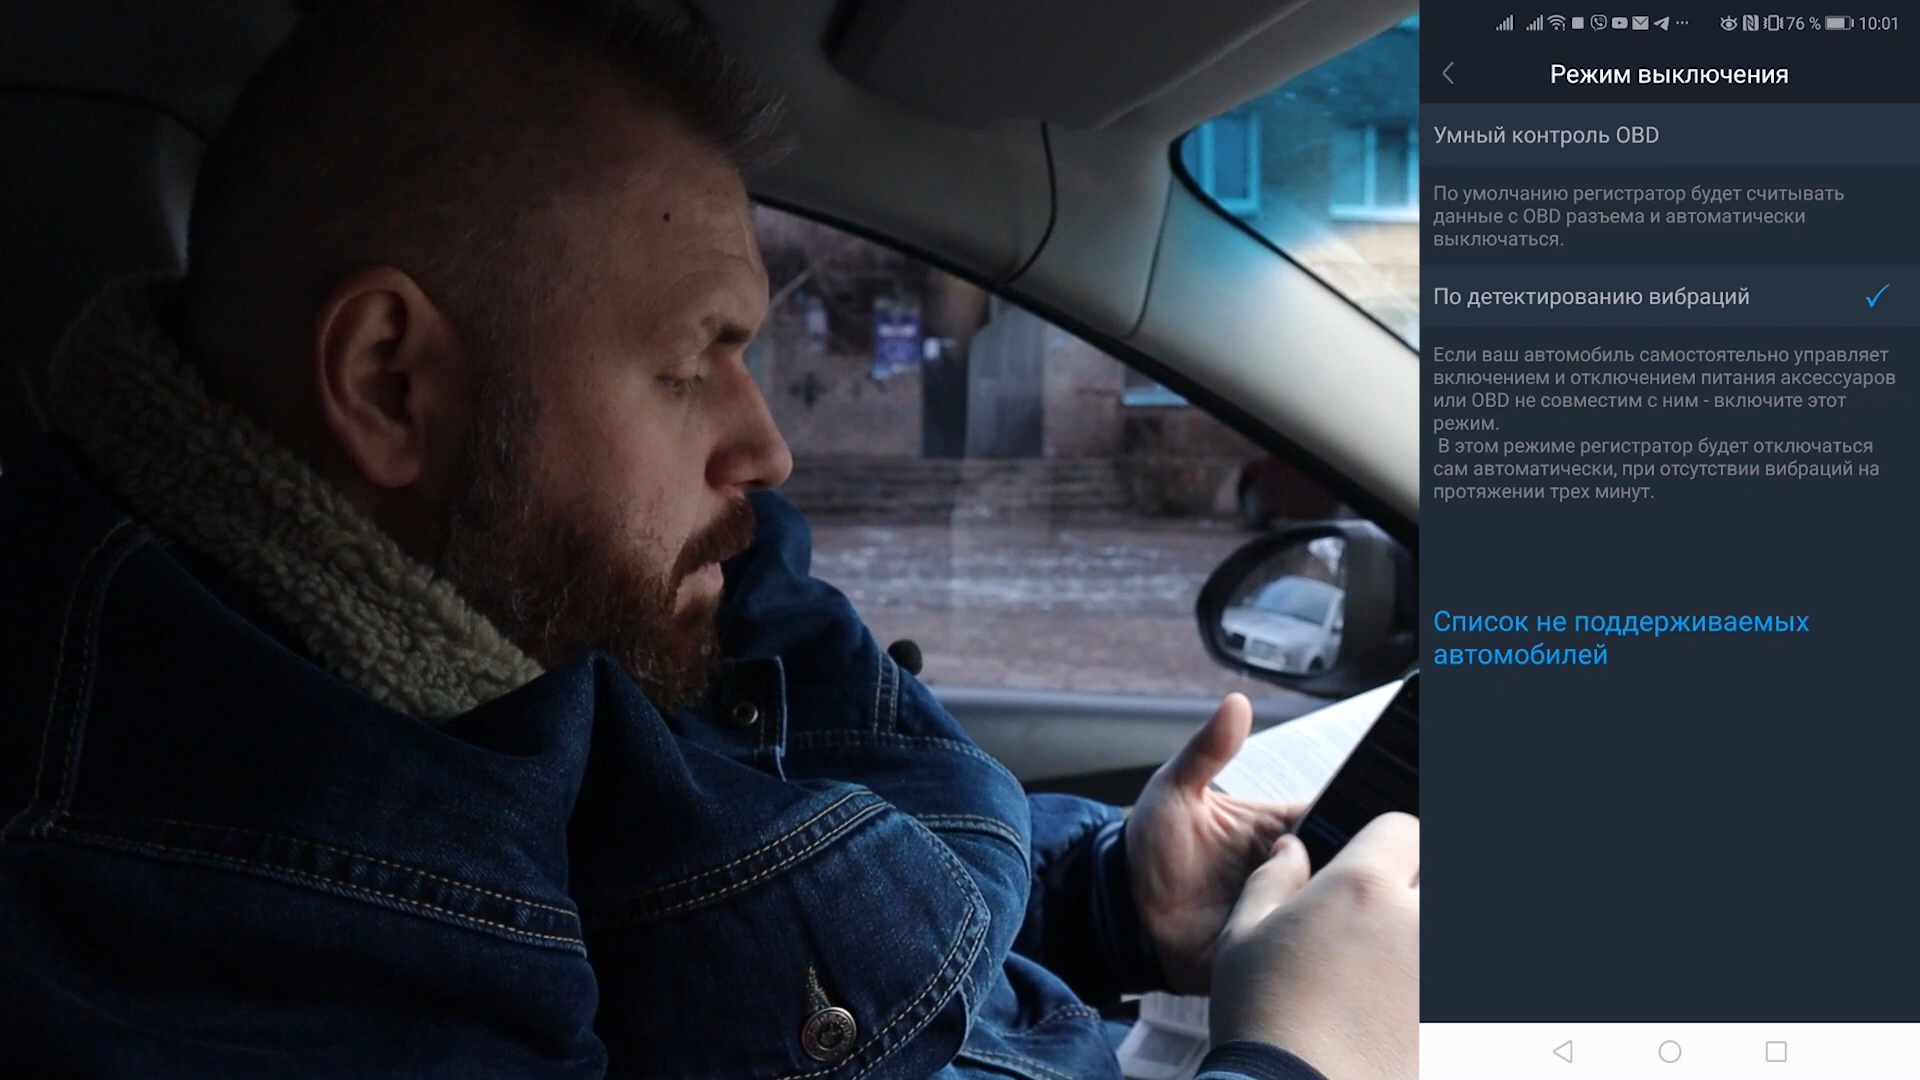 76 % 10:01
Режим выключения
Умный контроль OBD
По умолчанию регистратор будет считывать
данные с OBD разъема и автоматически
выключаться.
По детектированию вибраций
Если ваш автомобиль самостоятельно управляет
включением и отключением питания аксессуаров
или OBD не совместим с ним - включите этот
режим.
В этом режиме регистратор будет отключаться
сам автоматически, при отсутствии вибраций на
протяжении трех минут.
Список не поддерживаемых
автомобилей